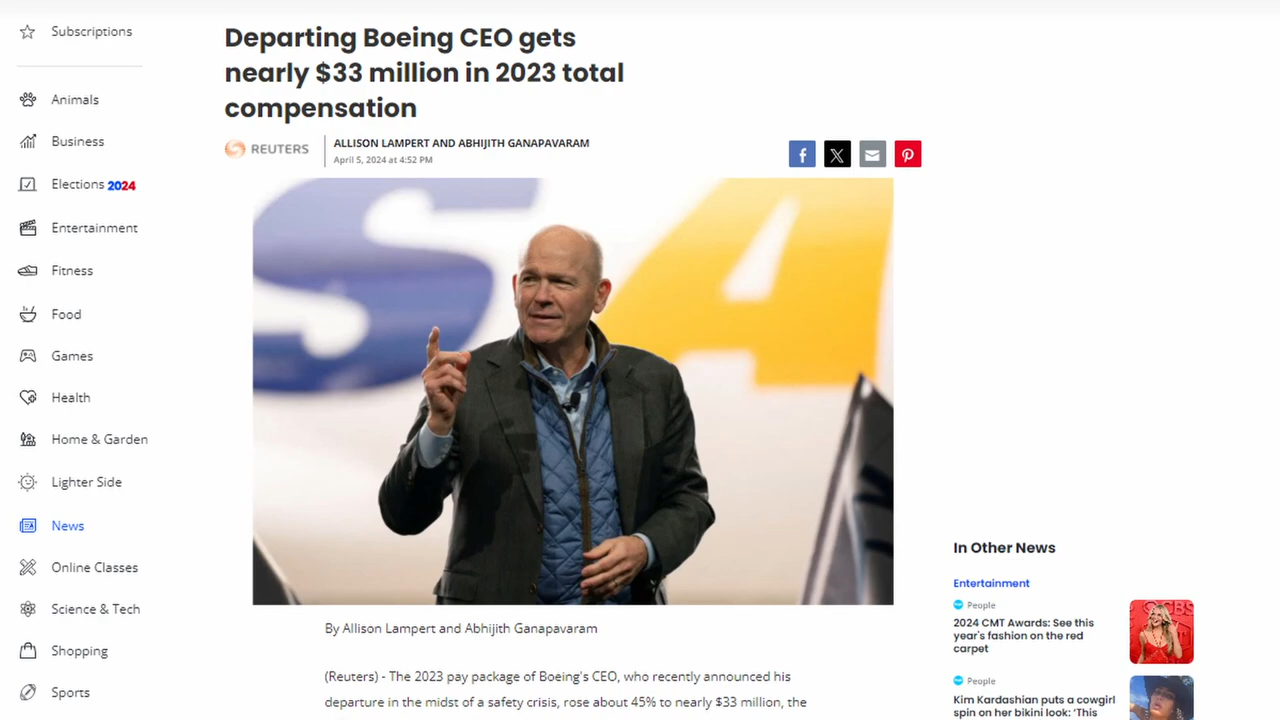 Subscriptions
Animals
Business
Elections 2024
Entertainment
Fitness
Food
Games
Health
Home & Garden
Lighter Side
News
Online Classes
Science & Tech
Shopping
Sports
Departing Boeing CEO gets
nearly $33 million in 2023 total
compensation
REUTERS
ALLISON LAMPERT AND ABHIJITH GANAPAVARAM
April 5, 2024 at 4:52 PM
SA
By Allison Lampert and Abhijith Ganapavaram
(Reuters) - The 2023 pay package of Boeing's CEO, who recently announced his
departure in the midst of a safety crisis, rose about 45% to nearly $33 million, the
In Other News
Entertainment
People
2024 CMT Awards: See this
year's fashion on the red
carpet
CBS
People
Kim Kardashian puts a cowgirl
spin on her bikini look: 'This